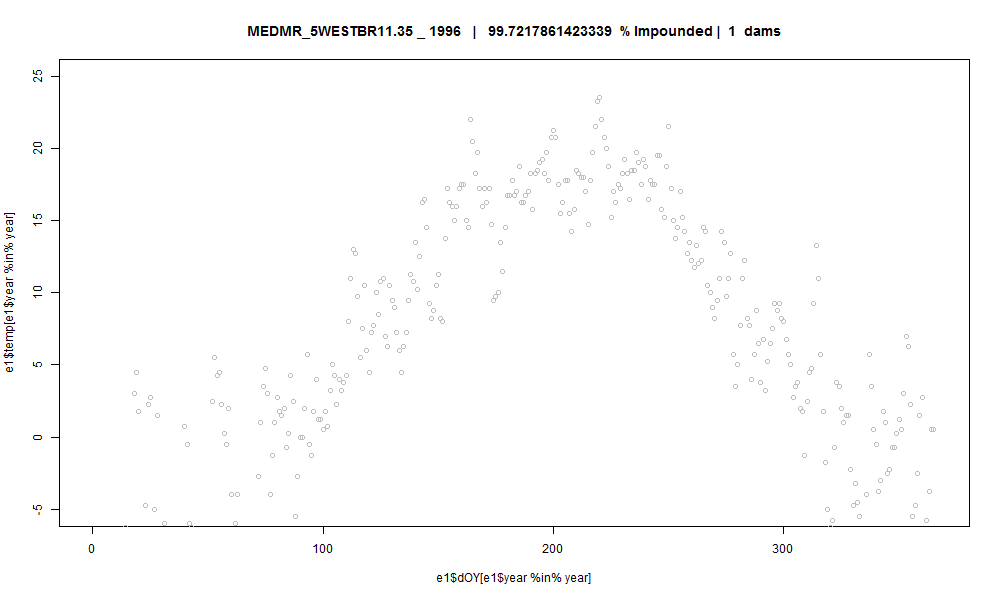 MEDMR_5WESTBR11.35 _ 1996 | 99.7217861423339 % Impounded | 1 dams
25
20
15
10
5
0
-5
e1$temp[e1$year %in% year]
0 100 200 300
e1$dOY[e1$year %in% year]